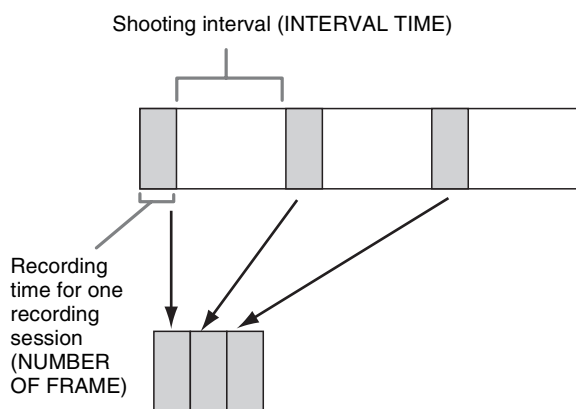 Shooting interval (INTERVAL TIME)
Recording
time for one
recording
session
(NUMBER
OF FRAME)